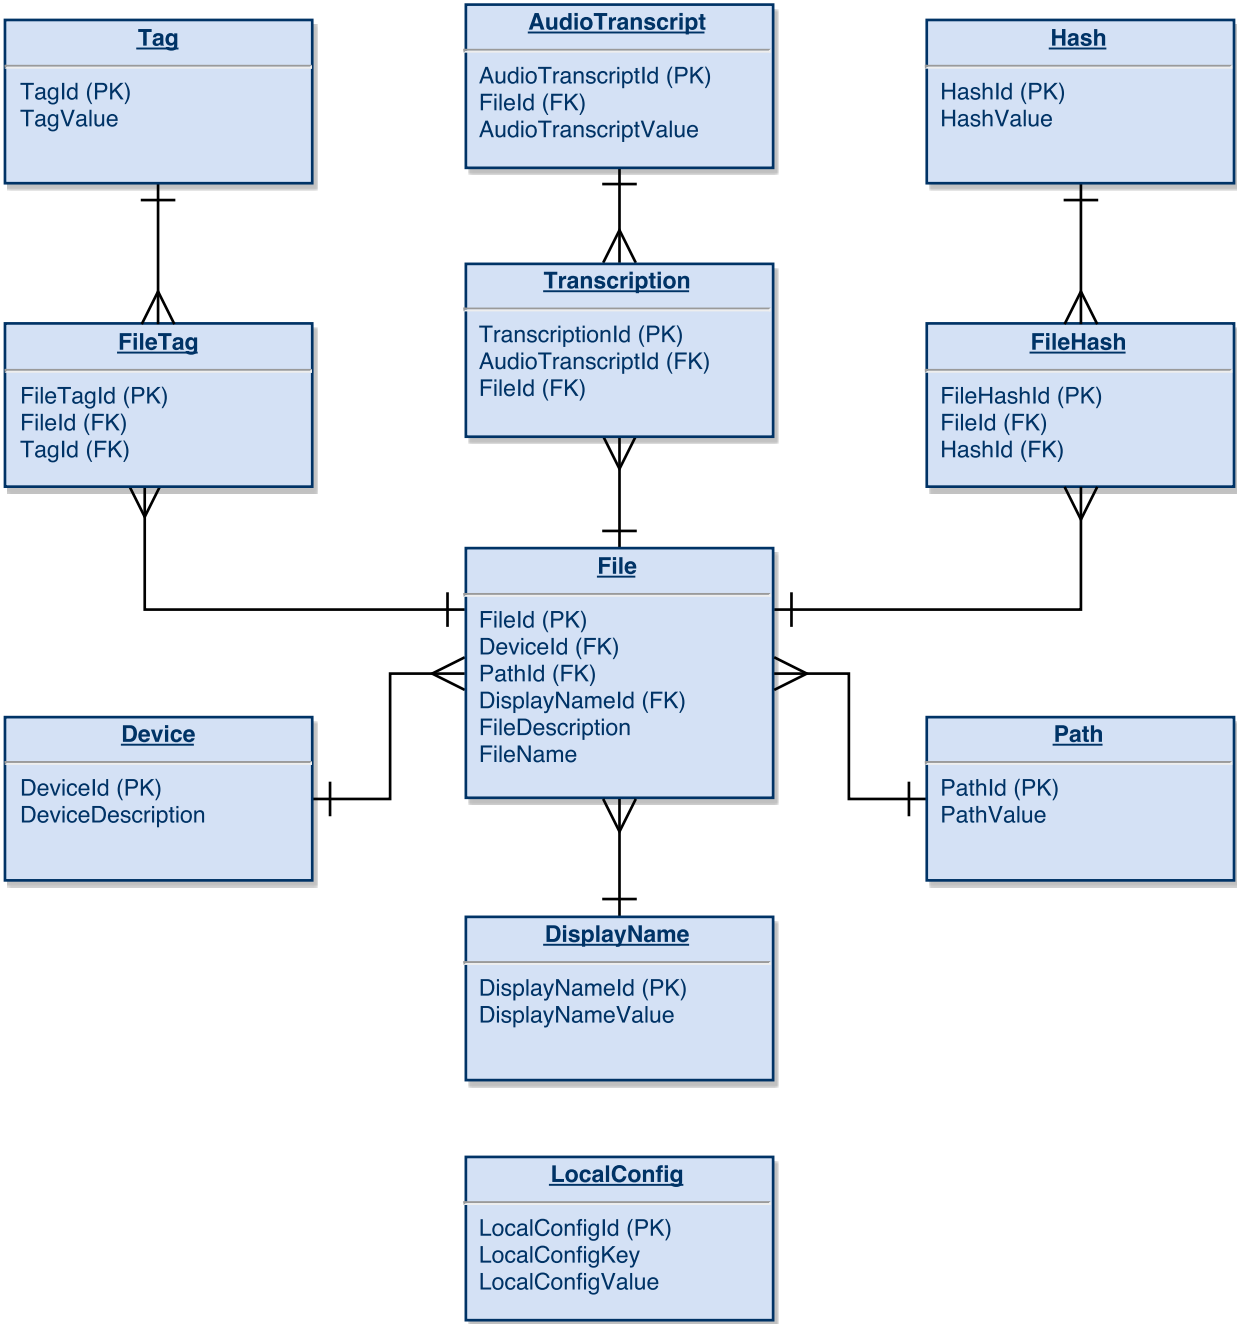 Tag
TagId (PK)
TagValue
AudioTranscript
AudioTranscriptId (PK)
FileId (FK)
AudioTranscriptValue
Hash
HashId (PK)
HashValue
FileTag
FileTagId (PK)
FileId (FK)
TagId (FK)
Transcription
TranscriptionId (PK)
AudioTranscriptId (FK)
FileId (FK)
FileHash
FileHashId (PK)
FileId (FK)
HashId (FK)
File
FileId (PK)
DeviceId (FK)
PathId (FK)
DisplayNameId (FK)
FileDescription
FileName
Device
DeviceId (PK)
DeviceDescription
Path
PathId (PK)
PathValue
DisplayName
DisplayNameId (PK)
DisplayNameValue
LocalConfig
LocalConfigId (PK)
LocalConfigKey
LocalConfigValue